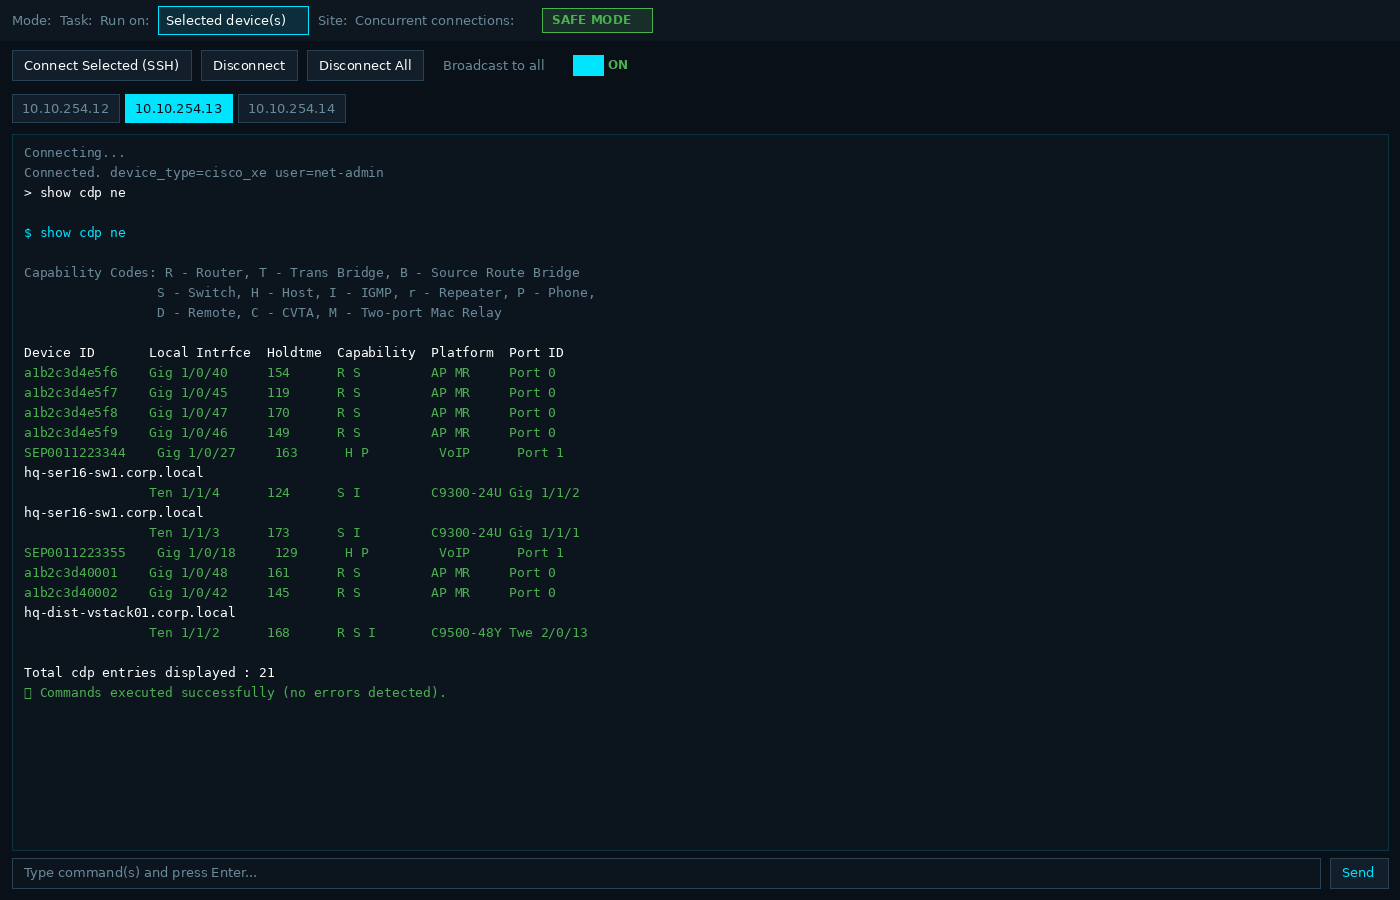 Mode: Task: Run on: Selected device(s) Site: Concurrent connections: SAFE MODE
Connect Selected (SSH) Disconnect Disconnect All Broadcast to all ON
10.10.254.12 10.10.254.13 10.10.254.14
Connecting...
Connected. device_type=cisco_xe user=net-admin
> show cdp ne
$ show cdp ne
Capability Codes: R - Router, T - Trans Bridge, B - Source Route Bridge
S - Switch, H - Host, I - IGMP, r - Repeater, P - Phone,
D - Remote, C - CVTA, M - Two-port Mac Relay
Device ID Local Intrfce Holdtme Capability Platform Port ID
a1b2c3d4e5f6 Gig 1/0/40 154 R S AP MR Port 0
a1b2c3d4e5f7 Gig 1/0/45 119 R S AP MR Port 0
a1b2c3d4e5f8 Gig 1/0/47 170 R S AP MR Port 0
a1b2c3d4e5f9 Gig 1/0/46 149 R S AP MR Port 0
SEP0011223344 Gig 1/0/27 163 H P VoIP Port 1
hq-ser16-sw1.corp.local
Ten 1/1/4 124 S I C9300-24U Gig 1/1/2
hq-ser16-sw1.corp.local
Ten 1/1/3 173 S I C9300-24U Gig 1/1/1
SEP0011223355 Gig 1/0/18 129 H P VoIP Port 1
a1b2c3d40001 Gig 1/0/48 161 R S AP MR Port 0
a1b2c3d40002 Gig 1/0/42 145 R S AP MR Port 0
hq-dist-vstack01.corp.local
Ten 1/1/2 168 R S I C9500-48Y Twe 2/0/13
Total cdp entries displayed : 21
Commands executed successfully (no errors detected).
Type command(s) and press Enter... Send